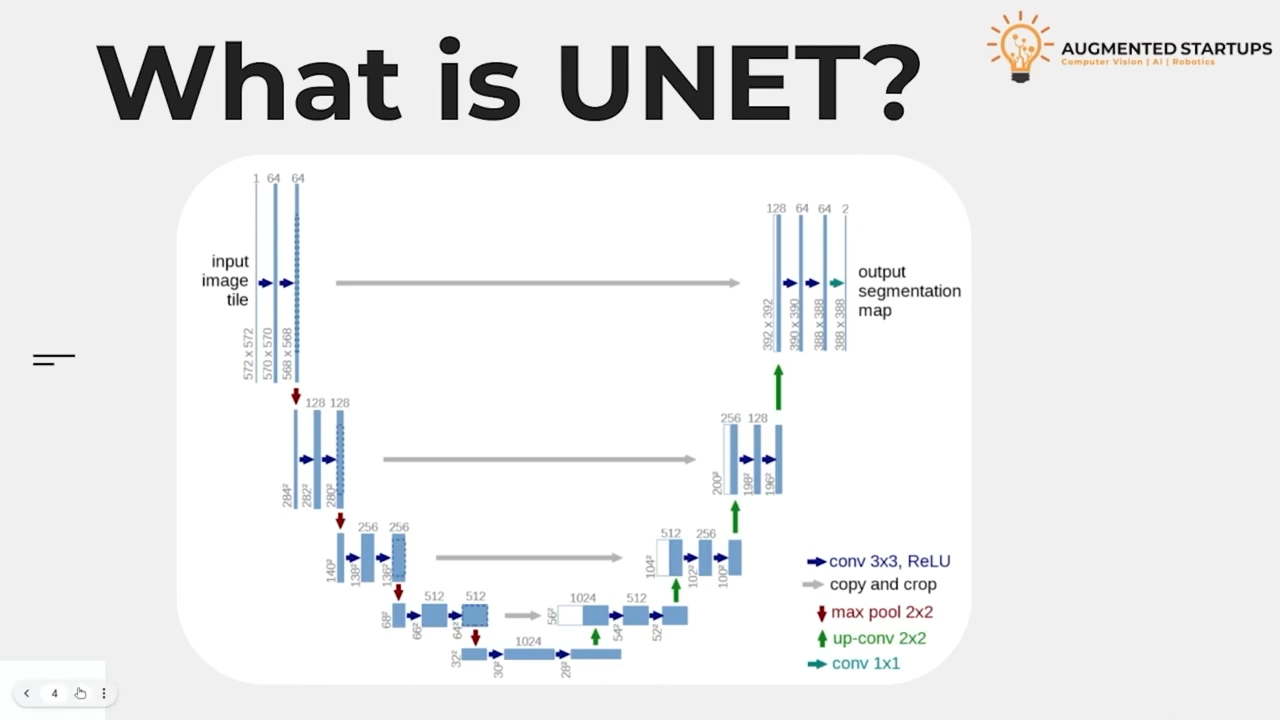 What is UNET?
AUGMENTED STARTUPS
Computer Vision | AI | Robotics
1 64 64
input
image
tile
572 x 572
570 x 570
568 x 568
128 64 64 2
output
segmentation
map
392 x 392
390 x 390
388 x 388
388 x 388
128 128
284²
282²
280²
256 128
200²
198²
196²
256 256
140²
138²
136²
512 256
104²
102²
100²
512 512
68²
66²
64²
1024 512
56²
54²
52²
1024
32²
30²
28²
conv 3x3, ReLU
copy and crop
max pool 2x2
up-conv 2x2
conv 1x1
4